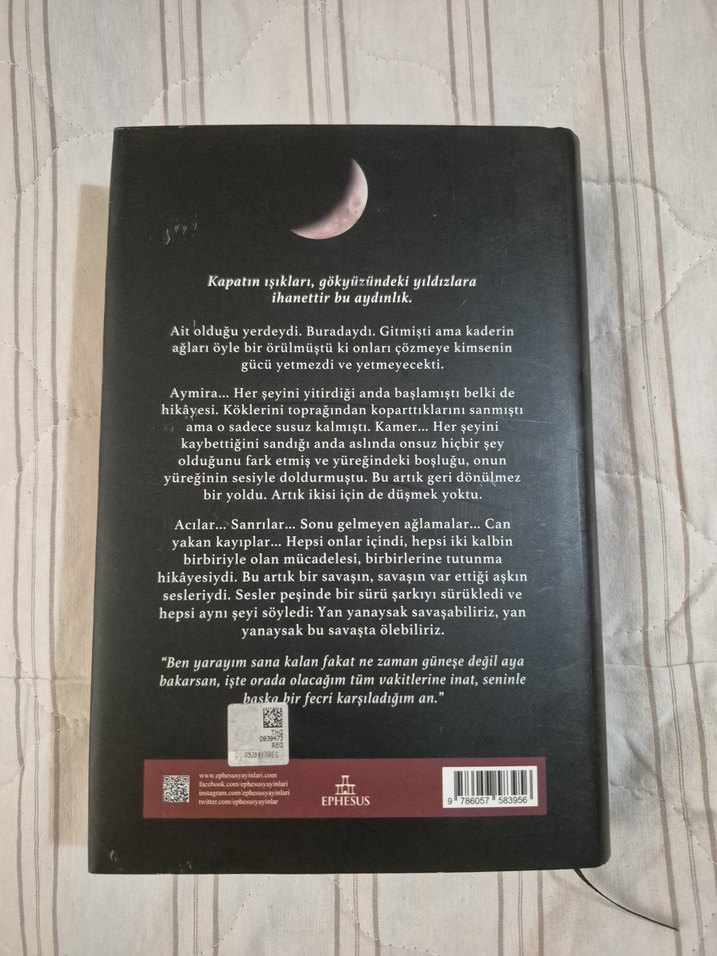 Kapatın ışıkları, gökyüzündeki yıldızlara
ihanettir bu aydınlık.
Ait olduğu yerdeydi. Buradaydı. Gitmişti ama kaderin
ağları öyle bir örülmüştü ki onları çözmeye kimsenin
gücü yetmezdi ve yetmeyecekti.
Aymira... Her şeyini yitirdiği anda başlamıştı belki de
hikâyesi. Köklerini toprağından koparttıklarını sanmıştı
ama o sadece susuz kalmıştı. Kamer... Her şeyini
kaybettiğini sandığı anda aslında onsuz hiçbir şey
olduğunu fark etmiş ve yüreğindeki boşluğu, onun
yüreğinin sesiyle doldurmuştu. Bu artık geri dönülmez
bir yoldu. Artık ikisi için de düşmek yoktu.
Acılar... Sanrılar... Sonu gelmeyen ağlamalar... Can
yakan kayıplar... Hepsi onlar içindi, hepsi iki kalbin
birbiriyle olan mücadelesi, birbirlerine tutunma
hikâyesiydi. Bu artık bir savaşın, savaşın var ettiği aşkın
sesleriydi. Sesler peşinde bir sürü şarkıyı sürükledi ve
hepsi aynı şeyi söyledi: Yan yanaysak savaşabiliriz, yan
yanaysak bu savaşta ölebiliriz.
“Ben yarayım sana kalan fakat ne zaman güneşe değil aya
bakarsan, işte orada olacağım tüm vakitlerine inat, seninle
başka bir fecri karşıladığım an.”
THG
0939473
REG
www.ephesusyayinlari.com
facebook.com/ephesusyayinlari
instagram.com/ephesusyayinlari
twitter.com/ephesusyayinlar
EPHESUS
9 786057 583956